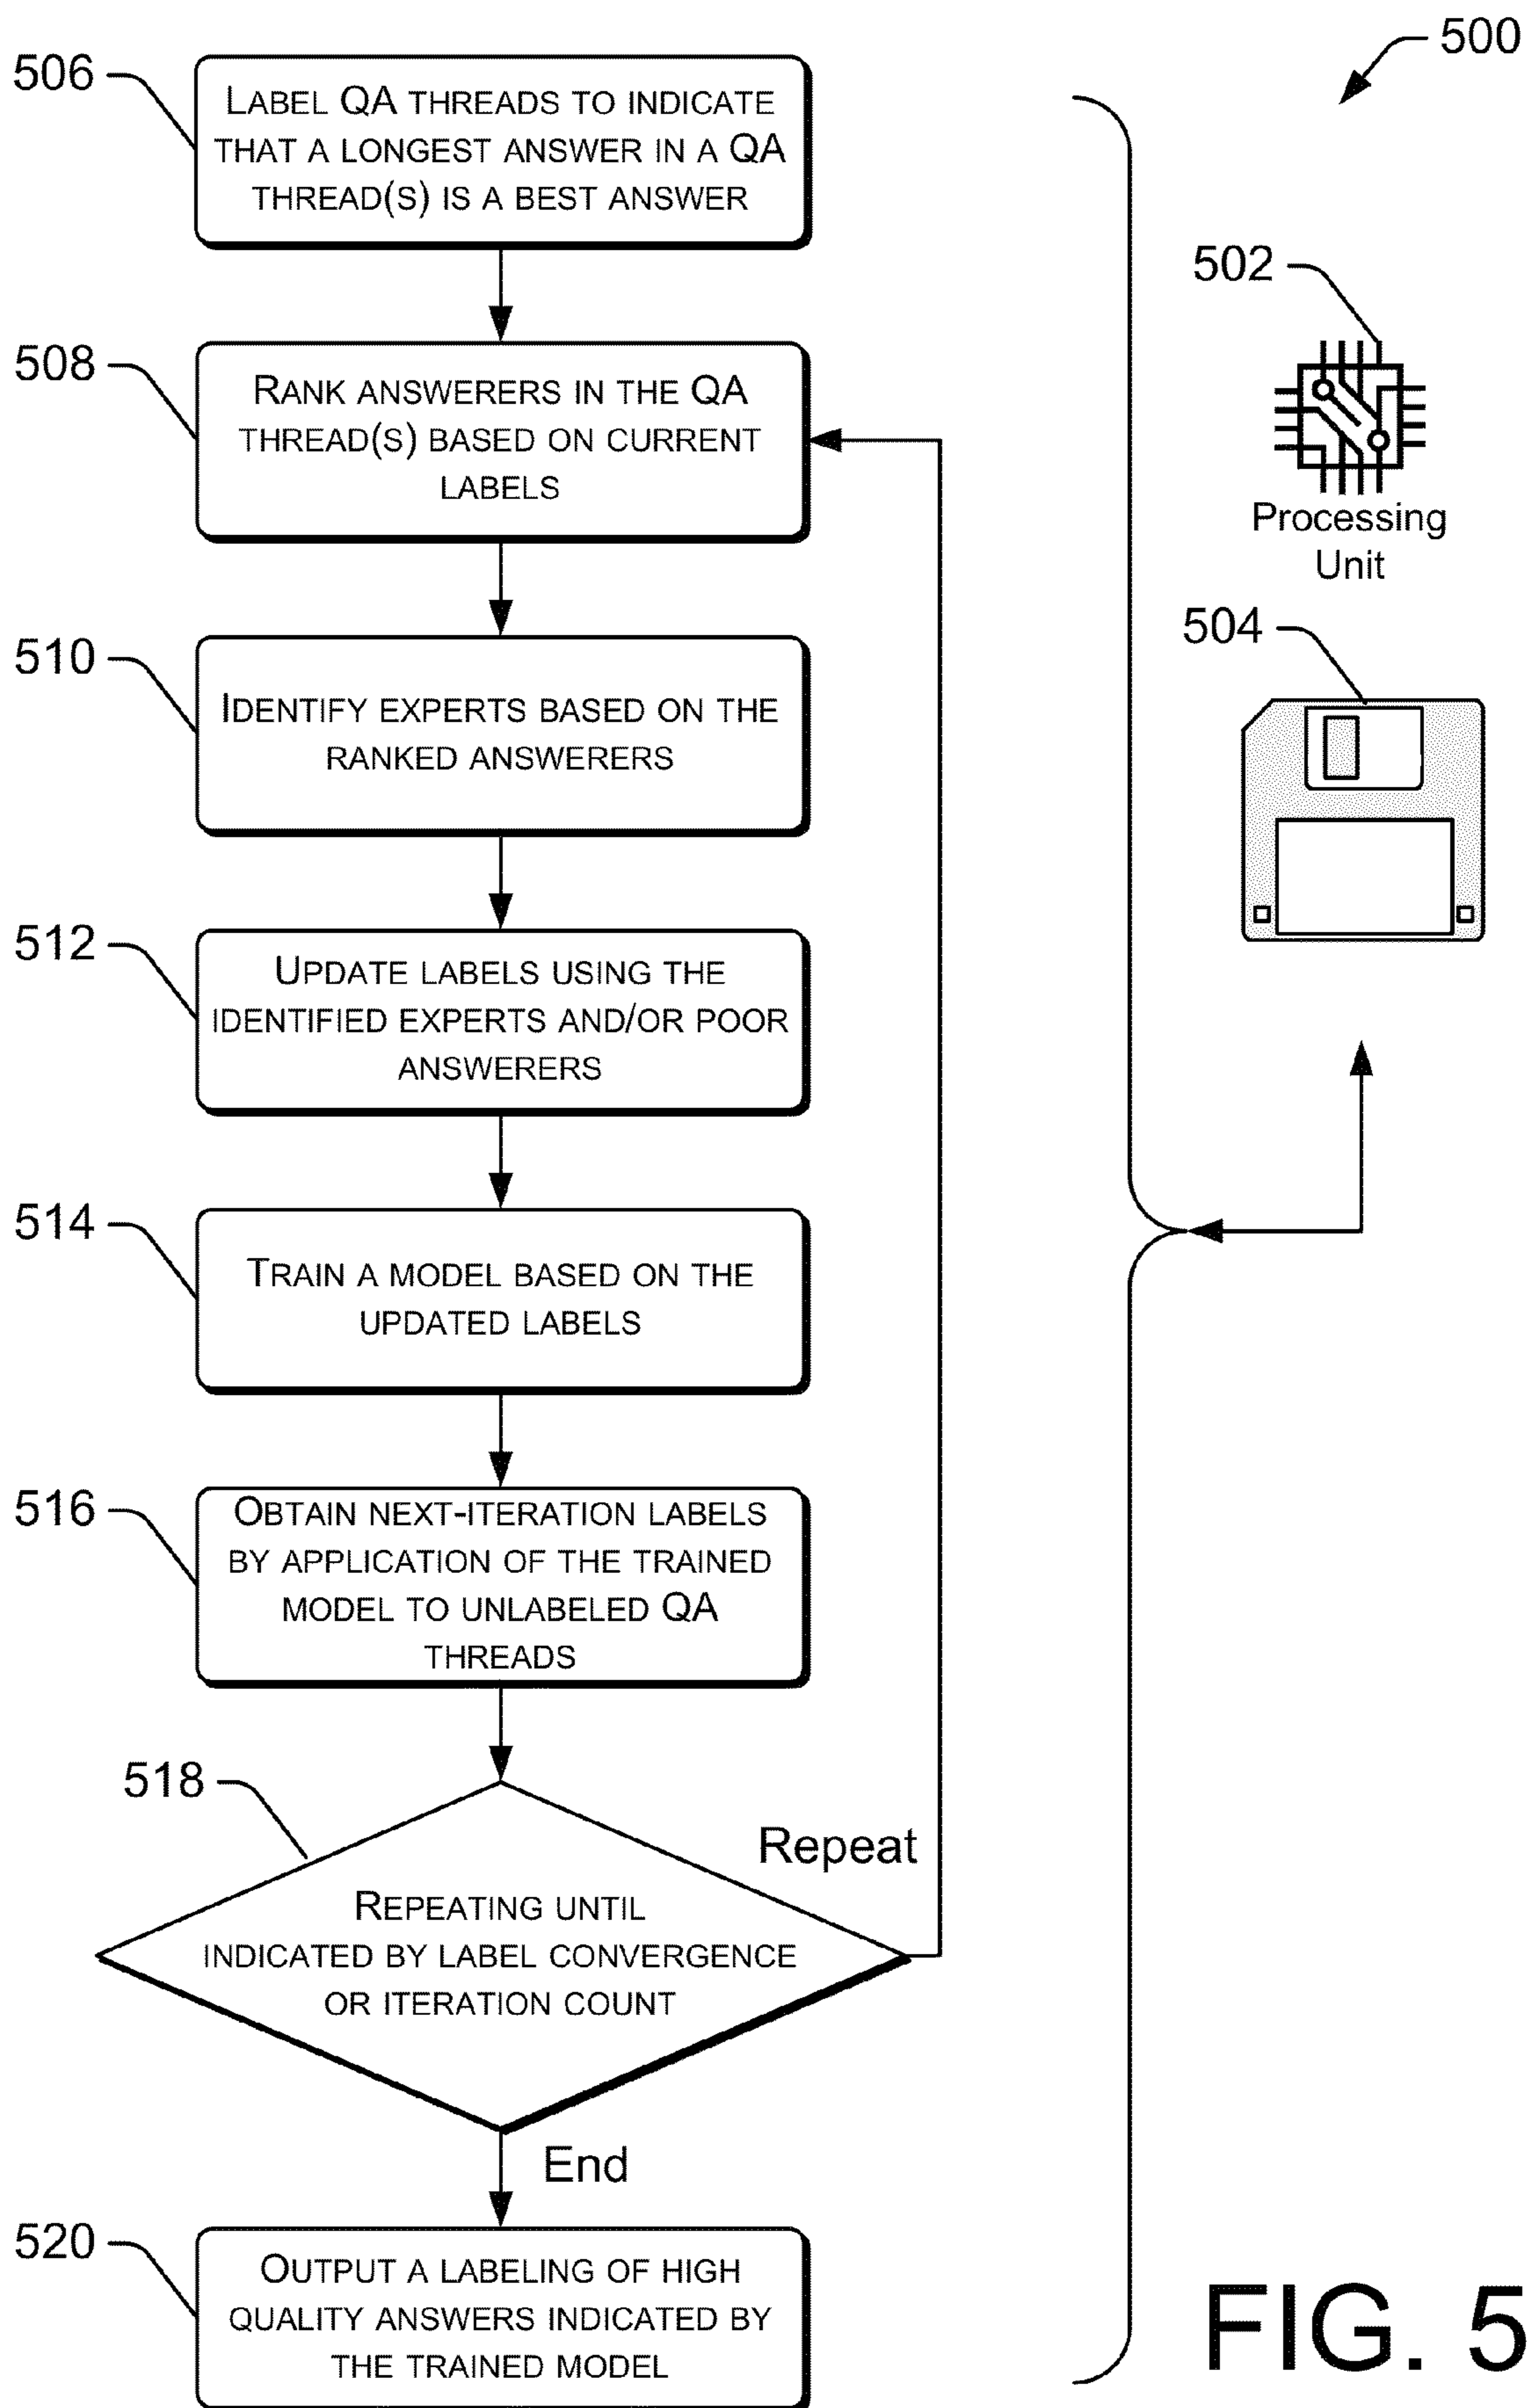 500
506
LABEL QA THREADS TO INDICATE
THAT A LONGEST ANSWER IN A QA
THREAD(S) IS A BEST ANSWER
502
Processing
Unit
504
508
RANK ANSWERERS IN THE QA
THREAD(S) BASED ON CURRENT
LABELS
510
IDENTIFY EXPERTS BASED ON THE
RANKED ANSWERERS
512
UPDATE LABELS USING THE
IDENTIFIED EXPERTS AND/OR POOR
ANSWERERS
514
TRAIN A MODEL BASED ON THE
UPDATED LABELS
516
OBTAIN NEXT-ITERATION LABELS
BY APPLICATION OF THE TRAINED
MODEL TO UNLABELED QA
THREADS
518
Repeat
REPEATING UNTIL
INDICATED BY LABEL CONVERGENCE
OR ITERATION COUNT
End
520
OUTPUT A LABELING OF HIGH
QUALITY ANSWERS INDICATED BY
THE TRAINED MODEL
FIG. 5